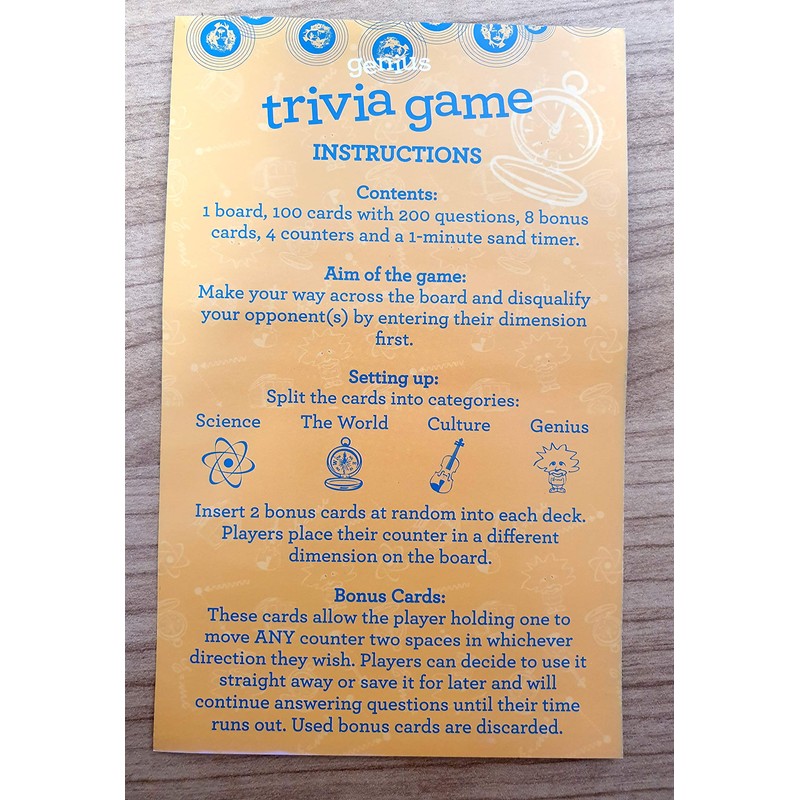 genius
trivia game
INSTRUCTIONS
Contents:
1 board, 100 cards with 200 questions, 8 bonus
cards, 4 counters and a 1-minute sand timer.
Aim of the game:
Make your way across the board and disqualify
your opponent(s) by entering their dimension
first.
Setting up:
Split the cards into categories:
Science The World Culture Genius
Insert 2 bonus cards at random into each deck.
Players place their counter in a different
dimension on the board.
Bonus Cards:
These cards allow the player holding one to
move ANY counter two spaces in whichever
direction they wish. Players can decide to use it
straight away or save it for later and will
continue answering questions until their time
runs out. Used bonus cards are discarded.